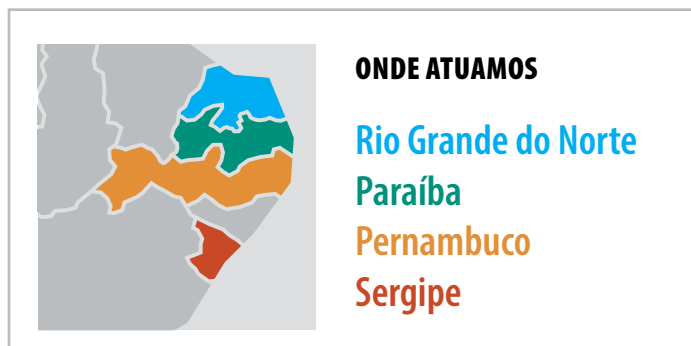 ONDE ATUAMOS
Rio Grande do Norte
Paraíba
Pernambuco
Sergipe